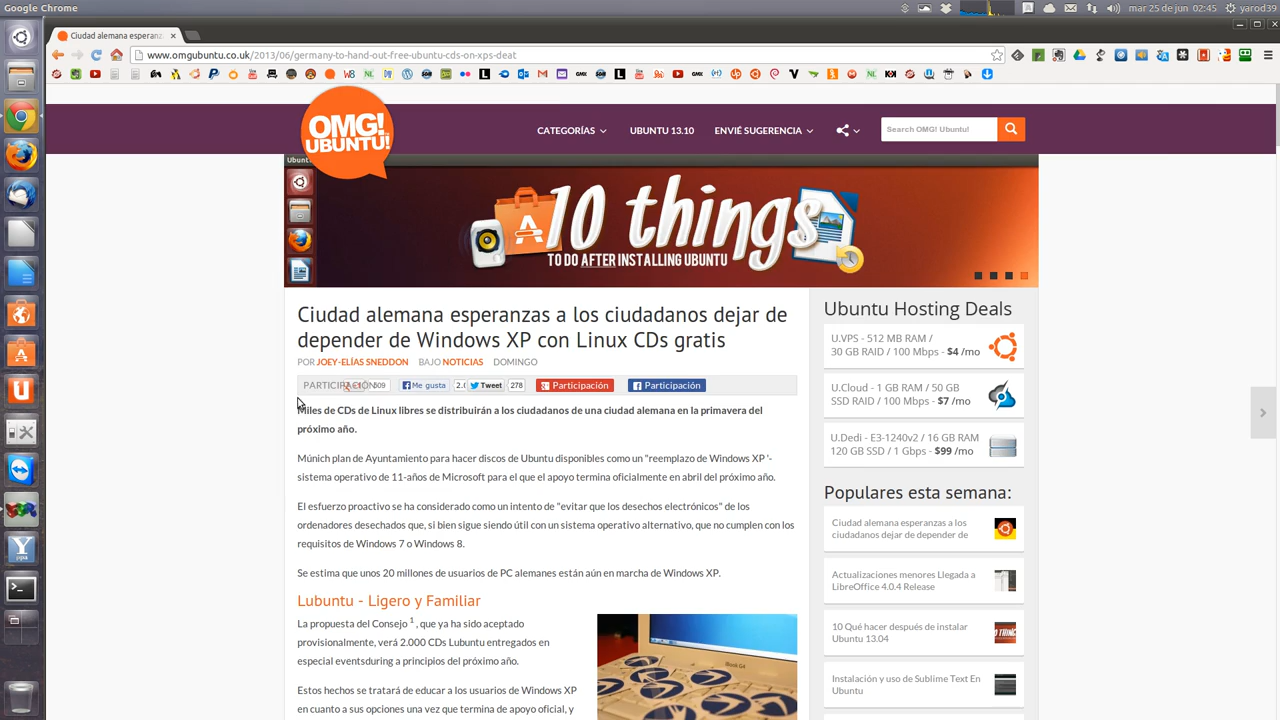 mar 25 de jun, 09:02:45
Ciudad alemana esperanz
www.omgubuntu.co.uk/2013/06/germany-to-hand-out-free-ubuntu-cds-on-xps-deat
OMG!
UBUNTU!
CATEGORÍAS
UBUNTU 13.10
ENVIÉ SUGERENCIA
Search OMG! Ubuntu!
10 things
TO DO AFTER INSTALLING UBUNTU
Ciudad alemana esperanzas a los ciudadanos dejar de
depender de Windows XP con Linux CDs gratis
POR JOEY-ELÍAS SNEDDON BAJO NOTICIAS DOMINGO
PARTICIPACIÓN Me gusta Tweet 278 Participación Participación
Miles de CDs de Linux libres se distribuirán a los ciudadanos de una ciudad alemana en la primavera del
próximo año.
Múnich plan de Ayuntamiento para hacer discos de Ubuntu disponibles como un "reemplazo de Windows XP '-
sistema operativo de 11-años de Microsoft para el que el apoyo termina oficialmente en abril del próximo año.
El esfuerzo proactivo se ha considerado como un intento de "evitar que los desechos electrónicos" de los
ordenadores desechados que, si bien sigue siendo útil con un sistema operativo alternativo, que no cumplen con los
requisitos de Windows 7 o Windows 8.
Se estima que unos 20 millones de usuarios de PC alemanes están aún en marcha de Windows XP.
Lubuntu - Ligero y Familiar
La propuesta del Consejo 1 , que ya ha sido aceptado
provisionalmente, verá 2.000 CDs Lubuntu entregados en
especial eventsduring a principios del próximo año.
Estos hechos se tratará de educar a los usuarios de Windows XP
en cuanto a sus opciones una vez que termina de apoyo oficial, y
iBook G4
Ubuntu Hosting Deals
U.VPS - 512 MB RAM /
30 GB RAID / 100 Mbps - $4 /mo
U.Cloud - 1 GB RAM / 50 GB
SSD RAID / 100 Mbps - $7 /mo
U.Dedi - E3-1240v2 / 16 GB RAM
120 GB SSD / 1 Gbps - $99 /mo
Populares esta semana:
Ciudad alemana esperanzas a los
ciudadanos dejar de depender de
Actualizaciones menores Llegada a
LibreOffice 4.0.4 Release
10 Qué hacer después de instalar
Ubuntu 13.04
Instalación y uso de Sublime Text En
Ubuntu